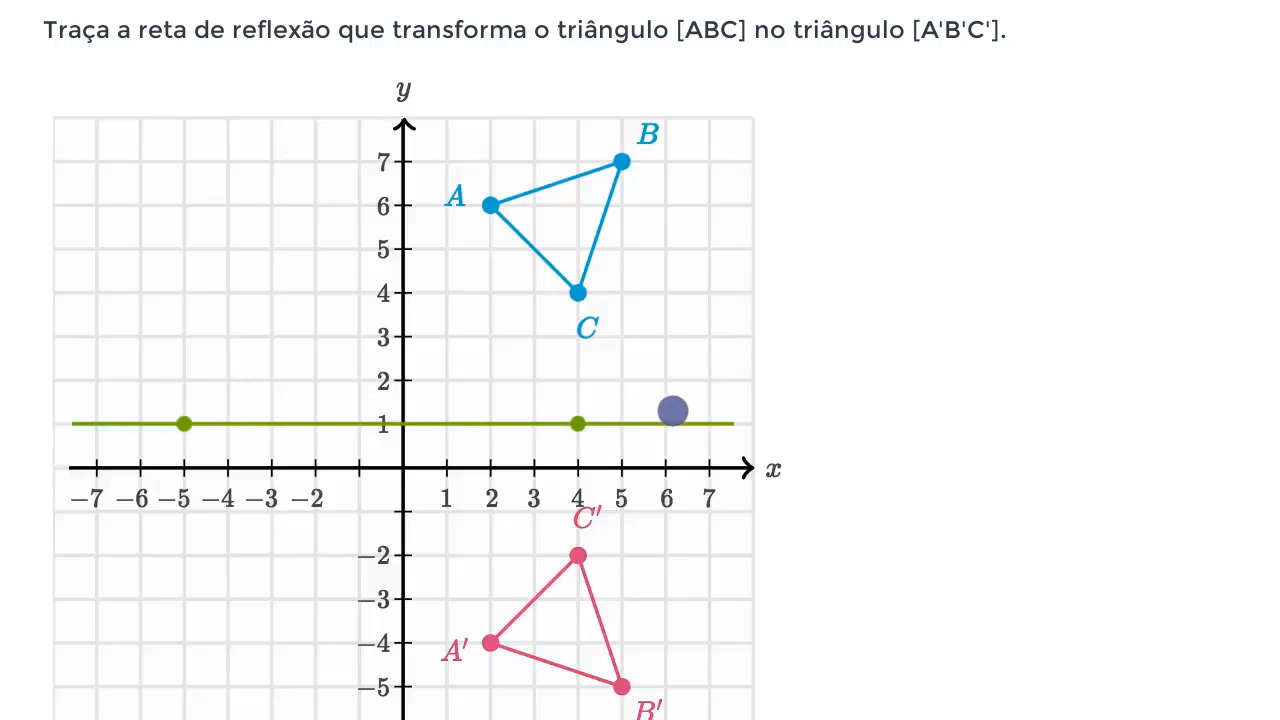 Traça a reta de reflexão que transforma o triângulo [ABC] no triângulo [A'B'C'].
y
B
7
A
6
5
4
C
3
2
1
x
−7 −6 −5 −4 −3 −2 1 2 3 4 5 6 7
C'
−2
−3
−4
A'
−5
B'